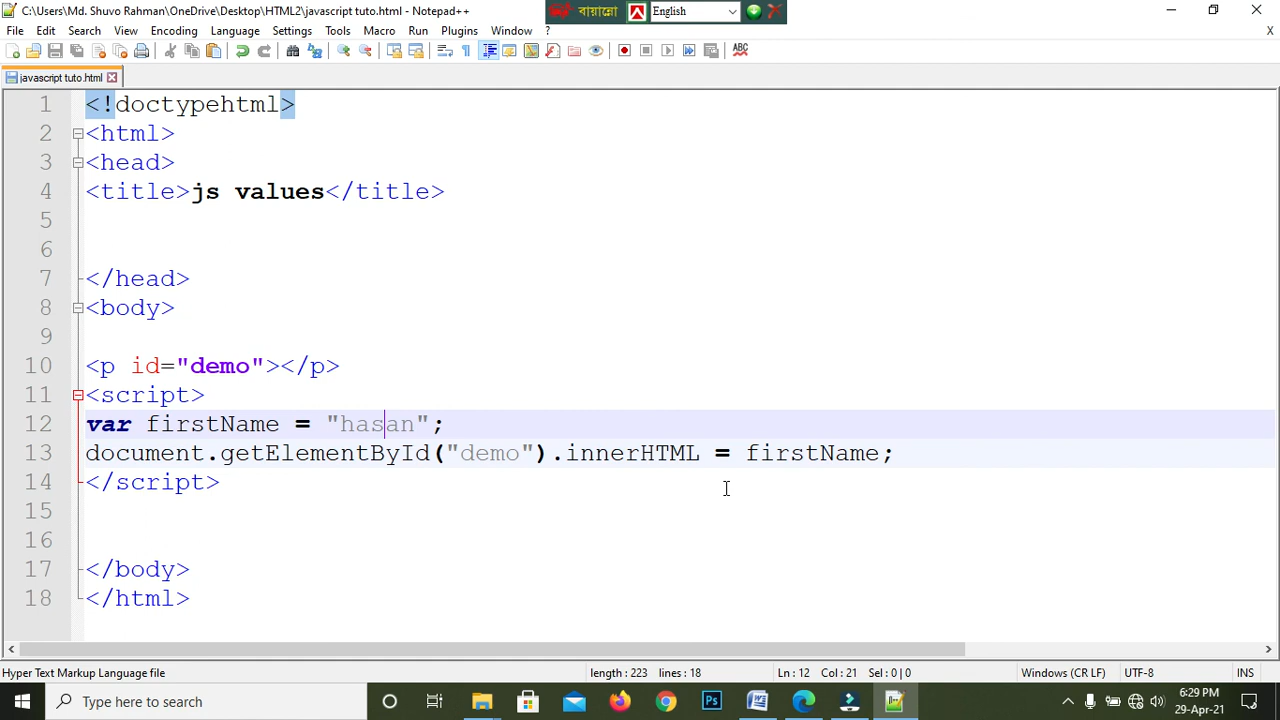 C:\Users\Md. Shuvo Rahman\OneDrive\Desktop\HTML2\javascript tuto.html - Notepad++
বায়ান্নো
English
File Edit Search View Encoding Language Settings Tools Macro Run Plugins Window ? X
ABC
javascript tuto.html
1 <!doctypehtml>
2 <html>
3 <head>
4 <title>js values</title>
5
6
7 </head>
8 <body>
9
10 <p id="demo"></p>
11 <script>
12 var firstName = "hasan";
13 document.getElementById("demo").innerHTML = firstName;
14 </script>
15
16
17 </body>
18 </html>
Hyper Text Markup Language file length : 223 lines : 18 Ln : 12 Col : 21 Sel : 0 | 0 Windows (CR LF) UTF-8 INS
Type here to search
Ps
W
6:29 PM
29-Apr-21